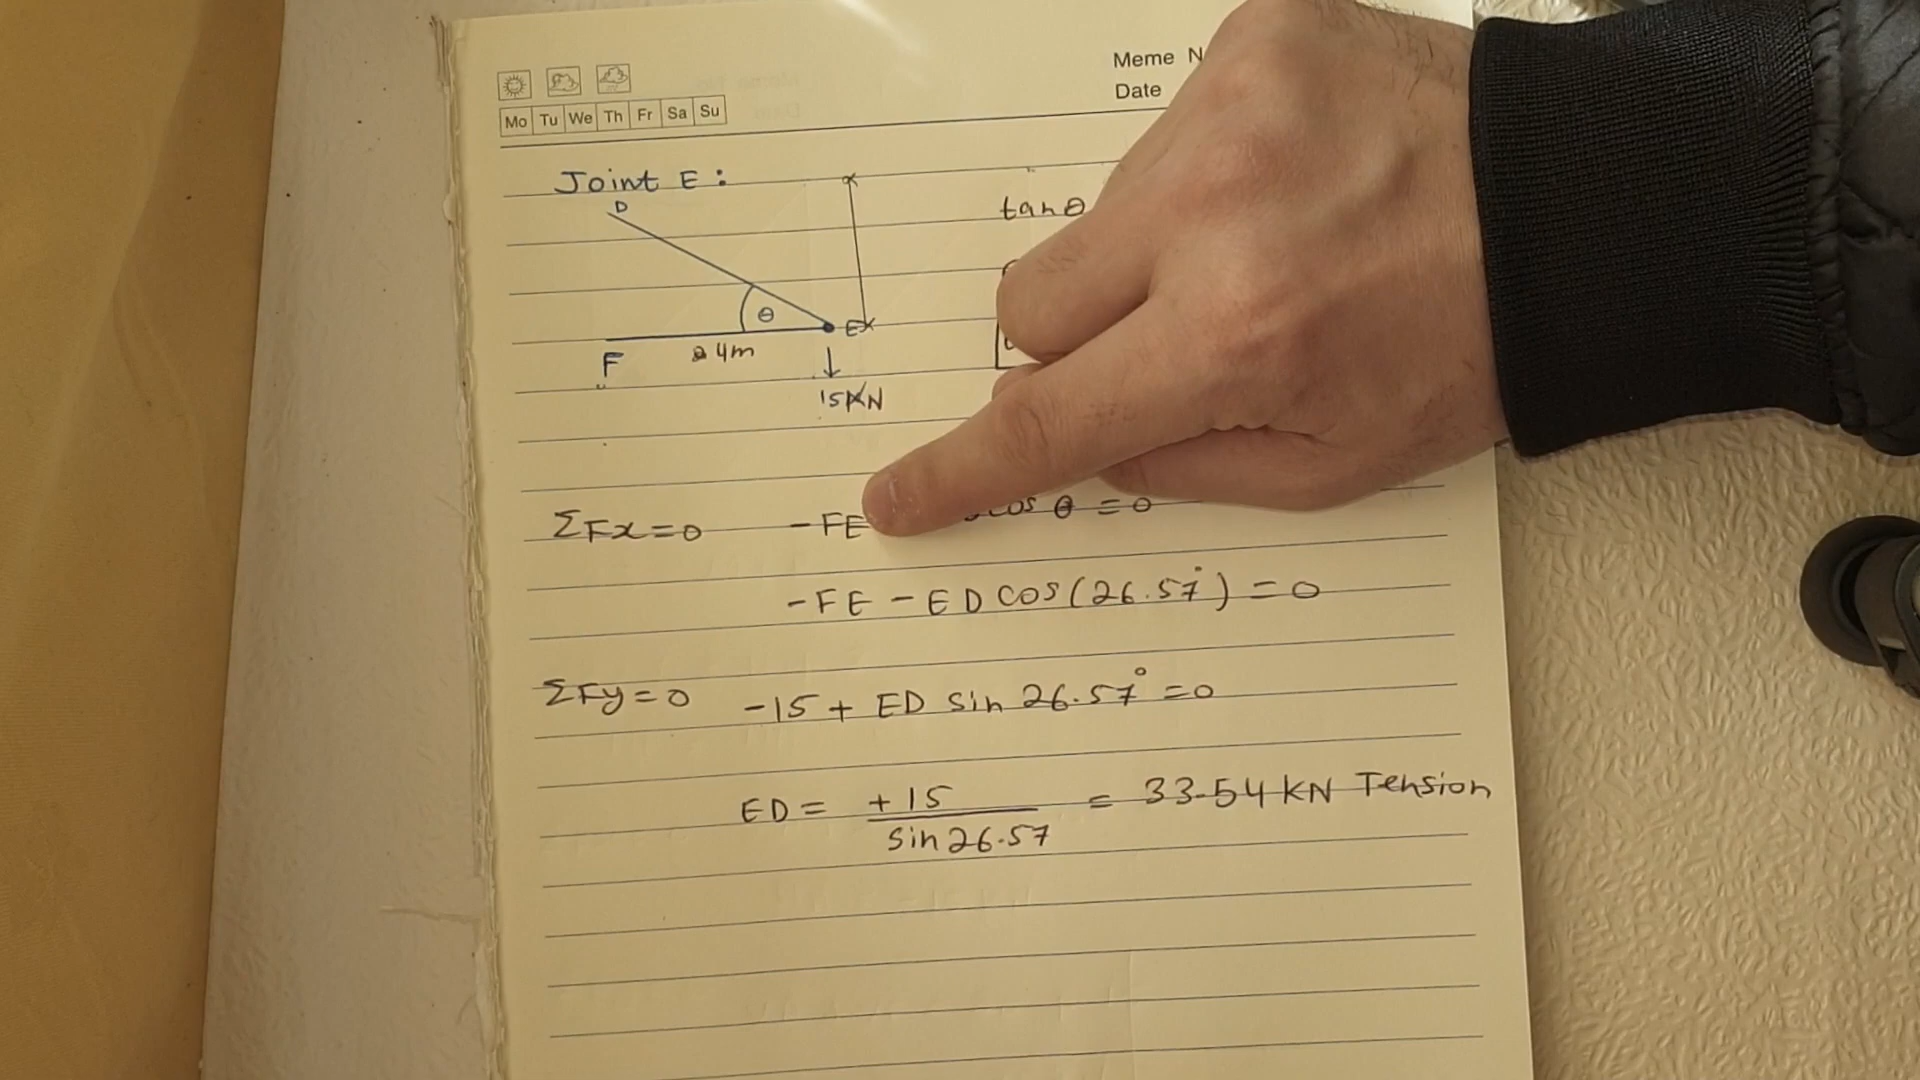 Meme N
Date
Mo Tu We Th Fr Sa Su
Joint E :
D
tanθ
θ
E
F
4m
15KN
ΣFx=0 -FE cos θ = 0
-FE - ED cos(26.57°) = 0
ΣFy=0 -15 + ED sin 26.57° = 0
ED = +15 / sin 26.57 = 33.54 KN Tension